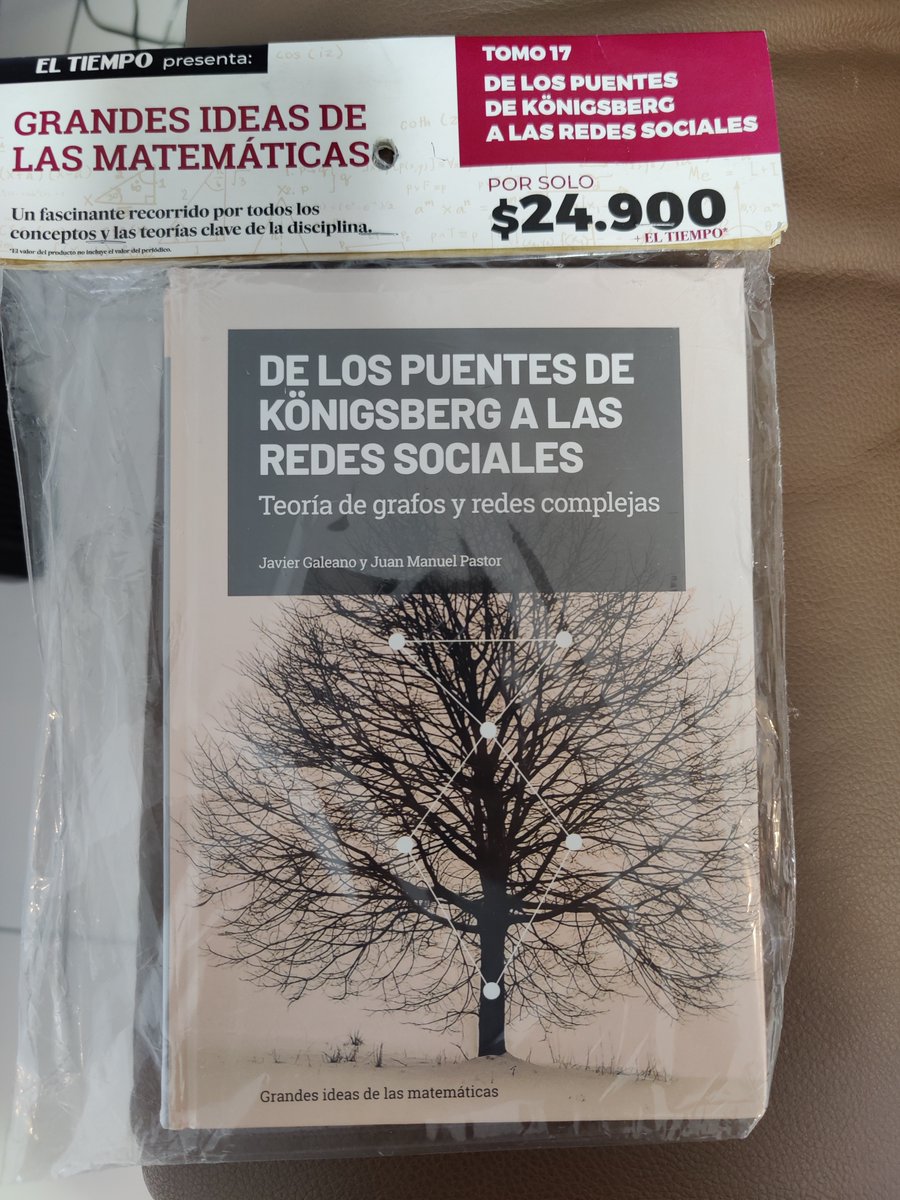 EL TIEMPO presenta:
GRANDES IDEAS DE
LAS MATEMÁTICAS
Un fascinante recorrido por todos los
conceptos y las teorías clave de la disciplina.
*El valor del producto no incluye el valor del periódico.
TOMO 17
DE LOS PUENTES
DE KÖNIGSBERG
A LAS REDES SOCIALES
POR SOLO
$24.900
+ EL TIEMPO*
DE LOS PUENTES DE
KÖNIGSBERG A LAS
REDES SOCIALES
Teoría de grafos y redes complejas
Javier Galeano y Juan Manuel Pastor
Grandes ideas de las matemáticas